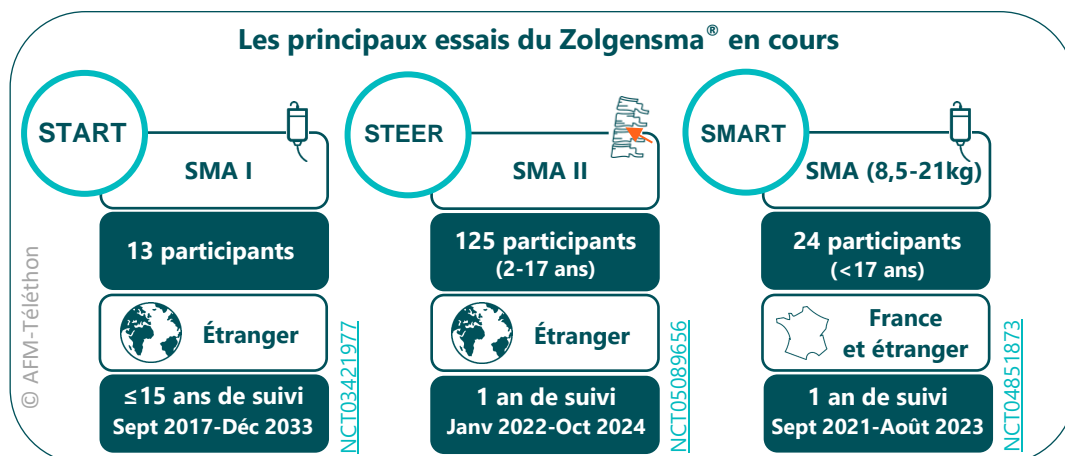 Les principaux essais du Zolgensma® en cours
START
SMA I
13 participants
Étranger
≤15 ans de suivi
Sept 2017-Déc 2033
NCT03421977
STEER
SMA II
125 participants
(2-17 ans)
Étranger
1 an de suivi
Janv 2022-Oct 2024
NCT05089656
SMART
SMA (8,5-21kg)
24 participants
(<17 ans)
France
et étranger
1 an de suivi
Sept 2021-Août 2023
NCT04851873
© AFM-Téléthon